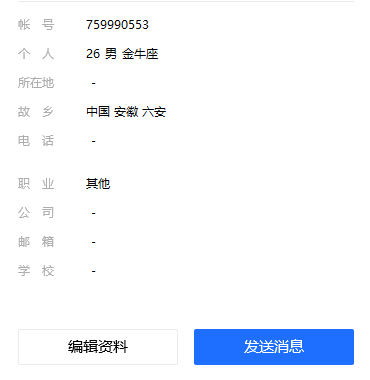 帐 号 759990553
个 人 26 男 金牛座
所在地 -
故 乡 中国 安徽 六安
电 话 -
职 业 其他
公 司 -
邮 箱 -
学 校 -
编辑资料 发送消息